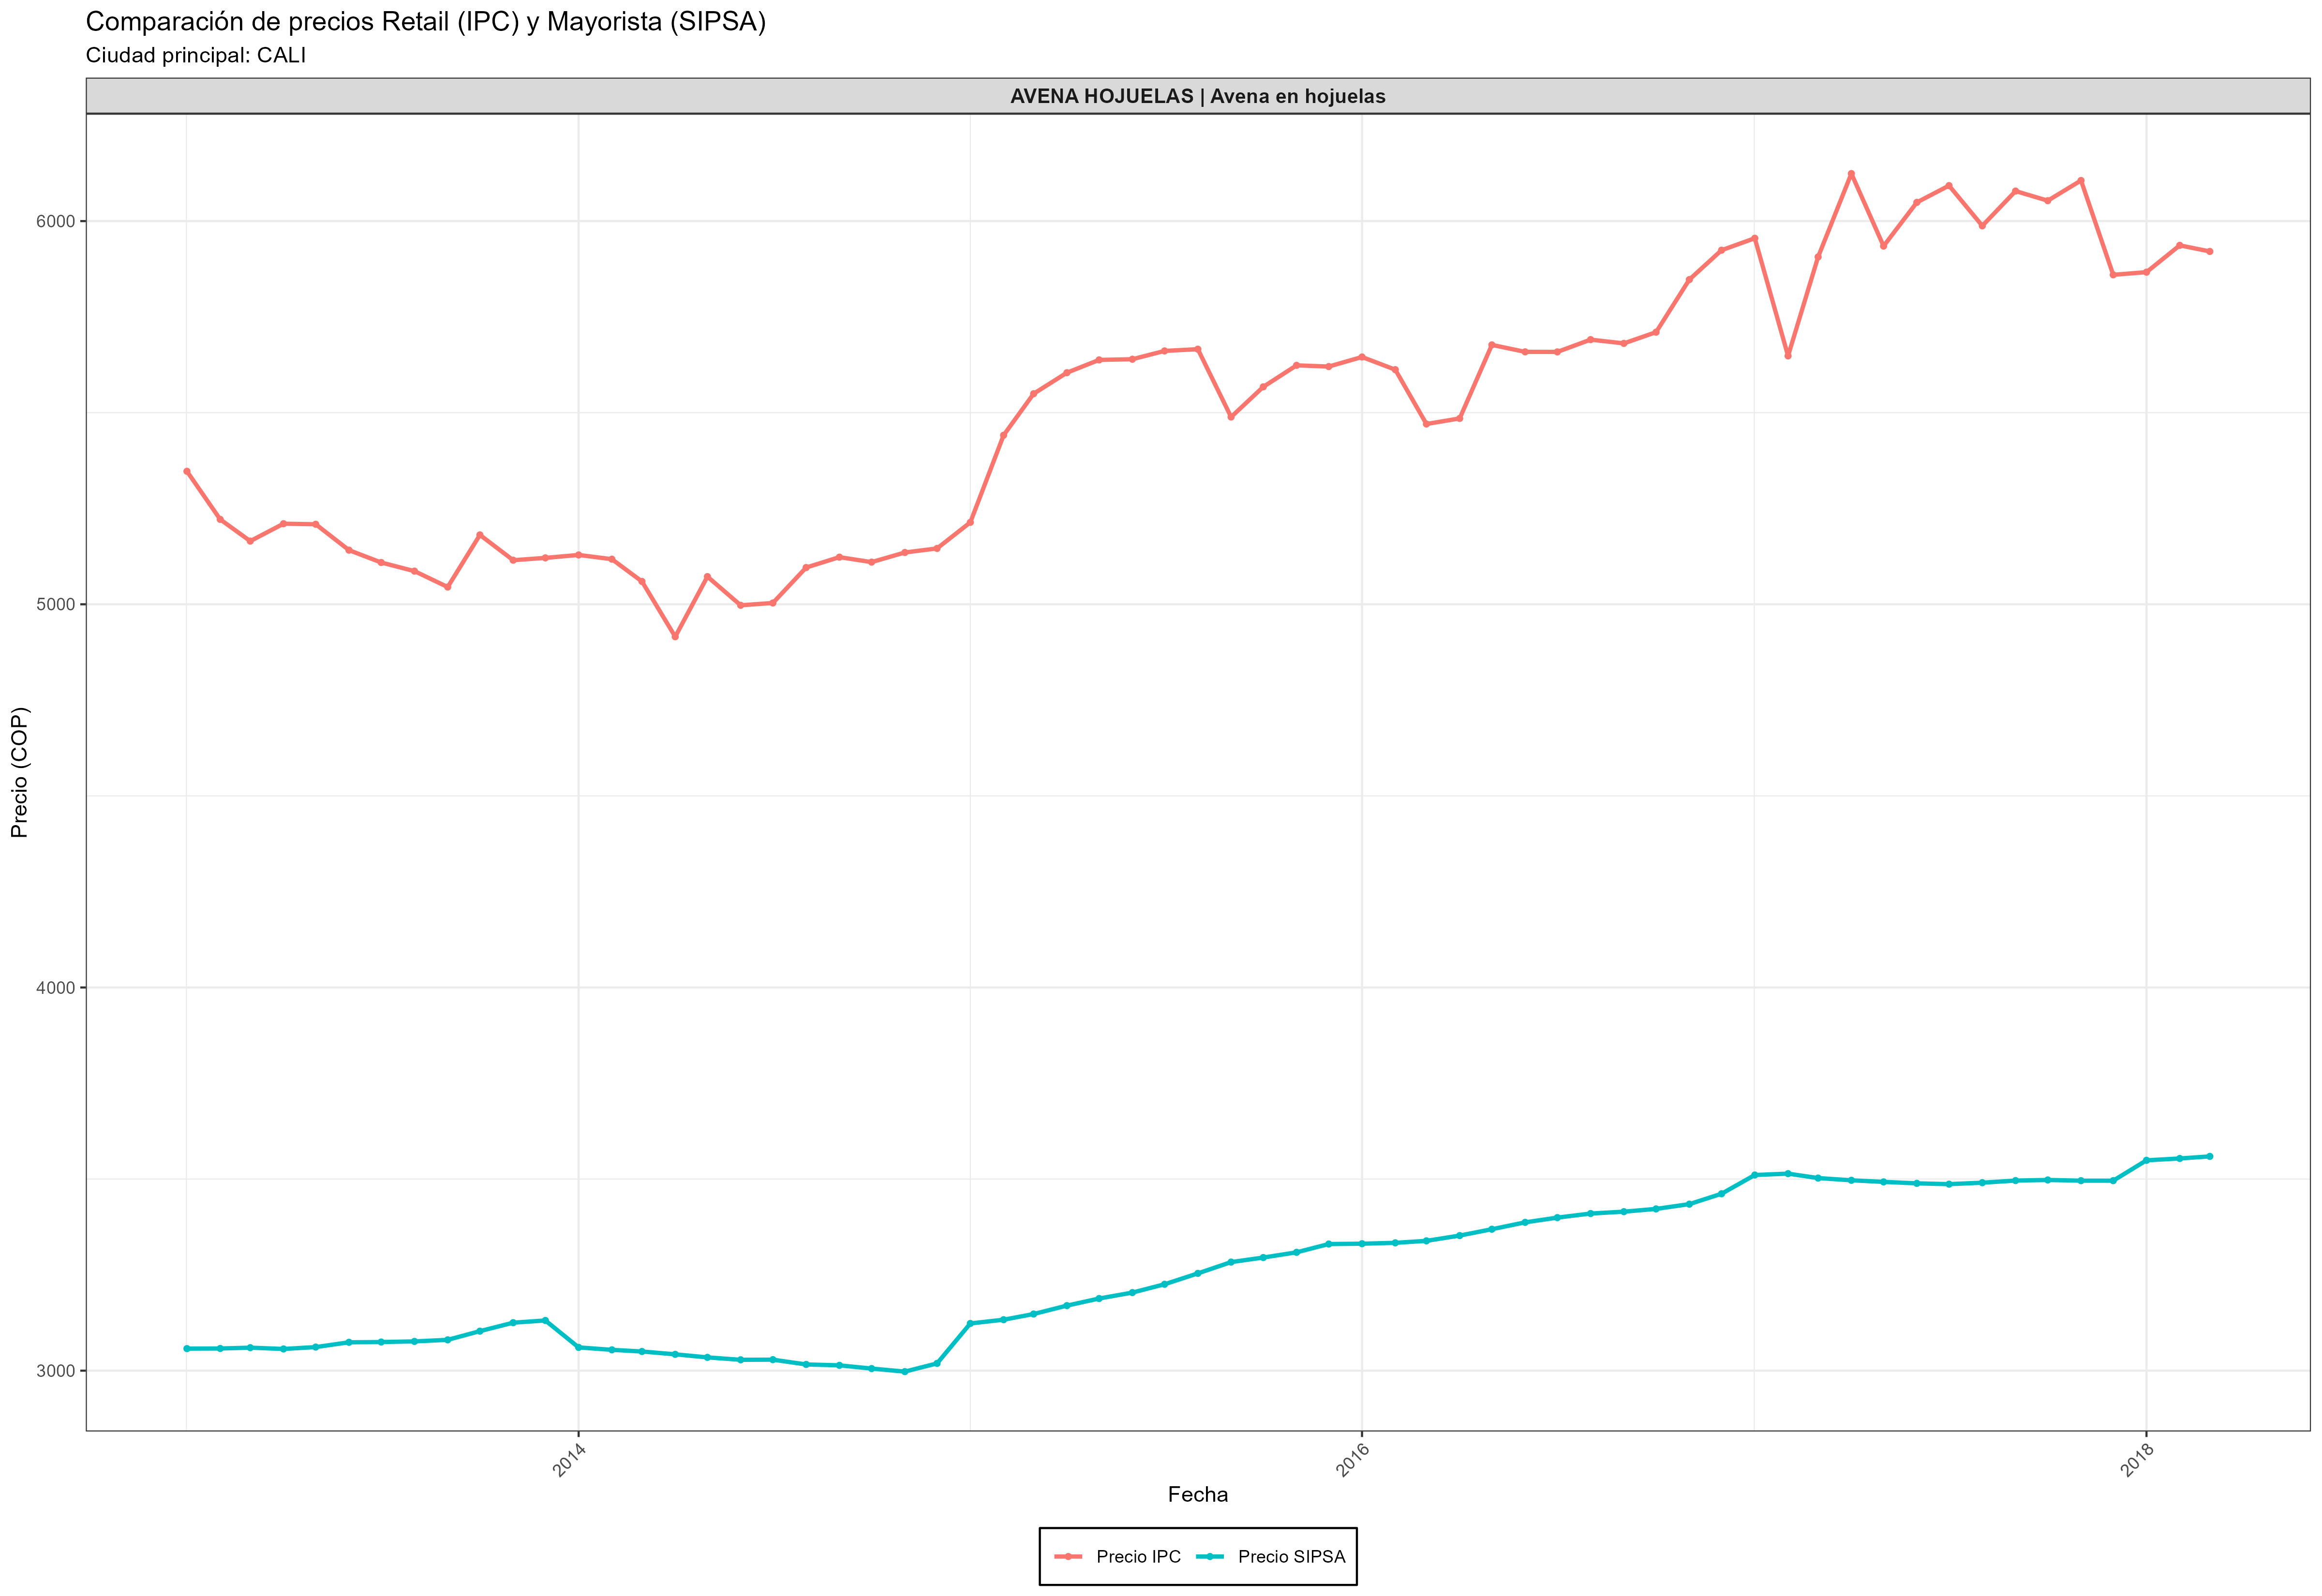 Comparación de precios Retail (IPC) y Mayorista (SIPSA)
Ciudad principal: CALI
AVENA HOJUELAS | Avena en hojuelas
Precio (COP)
6000
5000
4000
3000
2014
2016
2018
Fecha
Precio IPC
Precio SIPSA